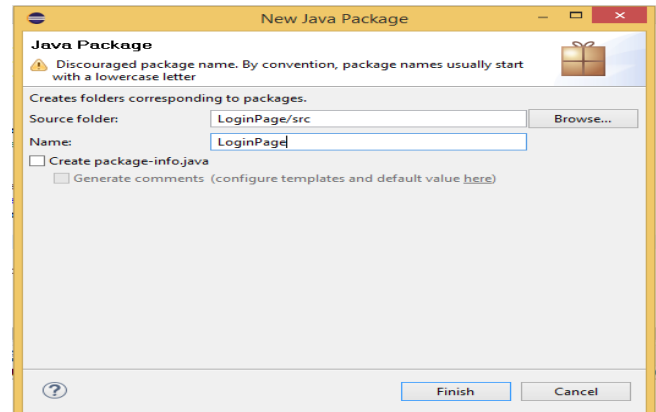 New Java Package
Java Package
Discouraged package name. By convention, package names usually start
with a lowercase letter
Creates folders corresponding to packages.
Source folder: LoginPage/src Browse...
Name: LoginPage
Create package-info.java
Generate comments (configure templates and default value here)
? Finish Cancel